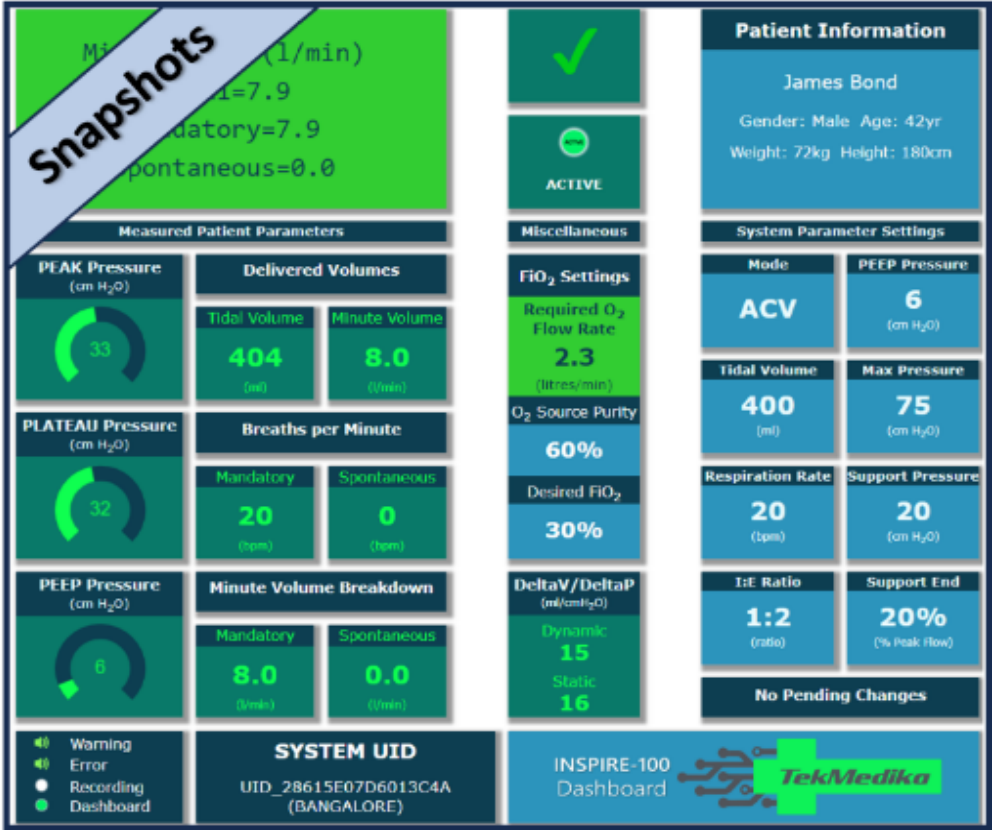 Snapshots
(l/min)
=7.9
datory=7.9
pontaneous=0.0
ACTIVE
ACTIVE
Patient Information
James Bond
Gender: Male Age: 42yr
Weight: 72kg Height: 180cm
Measured Patient Parameters
PEAK Pressure
(cm H₂O)
33
Delivered Volumes
Tidal Volume
404
(ml)
Minute Volume
8.0
(l/min)
PLATEAU Pressure
(cm H₂O)
32
Breaths per Minute
Mandatory
20
(bpm)
Spontaneous
0
(bpm)
PEEP Pressure
(cm H₂O)
6
Minute Volume Breakdown
Mandatory
8.0
(l/min)
Spontaneous
0.0
(l/min)
Miscellaneous
FiO₂ Settings
Required O₂
Flow Rate
2.3
(litres/min)
O₂ Source Purity
60%
Desired FiO₂
30%
DeltaV/DeltaP
(ml/cmH₂O)
Dynamic
15
Static
16
System Parameter Settings
Mode
ACV
PEEP Pressure
6
(cm H₂O)
Tidal Volume
400
(ml)
Max Pressure
75
(cm H₂O)
Respiration Rate
20
(bpm)
Support Pressure
20
(cm H₂O)
I:E Ratio
1:2
(ratio)
Support End
20%
(% Peak Flow)
No Pending Changes
Warning
Error
Recording
Dashboard
SYSTEM UID
UID_28615E07D6013C4A
(BANGALORE)
INSPIRE-100
Dashboard
TekMedika